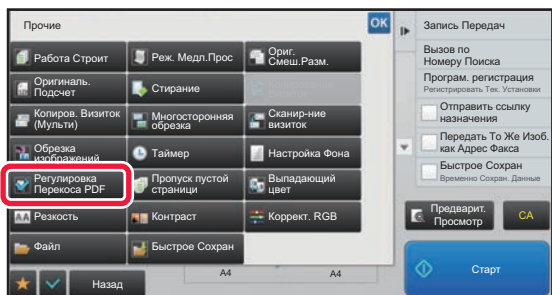 Прочие
OK
Работа Строит
Реж. Медл.Прос
Ориг.
Смеш.Разм.
Оригиналь.
Подсчет
Стирание
Копиров. Визиток
(Мульти)
Многосторонняя
обрезка
Сканир-ние
визиток
Обрезка
изображений
Таймер
Настройка Фона
Регулировка
Перекоса PDF
Пропуск пустой
страници
Выпадающий
цвет
AA Резкость
Контраст
Коррект. RGB
Файл
Быстрое Сохран
Назад
A4
A4
Запись Передач
Вызов по
Номеру Поиска
Програм. регистрация
Регистрировать Тек. Установки
Отправить ссылку
назначения
Передать То Же Изоб.
как Адрес Факса
Быстрое Сохран
Временно Сохран. Данные
Предварит.
Просмотр
CA
Старт